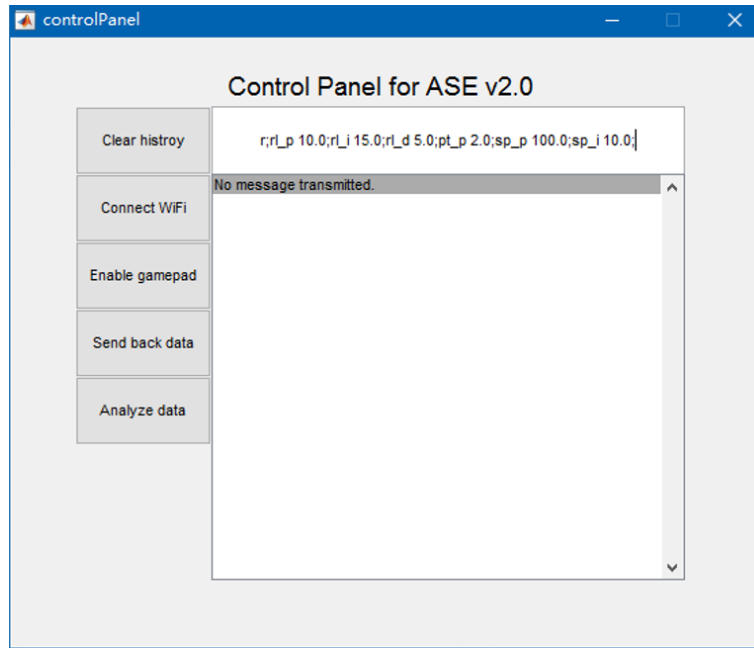 controlPanel
Control Panel for ASE v2.0
Clear histroy
r;rl_p 10.0;rl_i 15.0;rl_d 5.0;pt_p 2.0;sp_p 100.0;sp_i 10.0;
No message transmitted.
Connect WiFi
Enable gamepad
Send back data
Analyze data